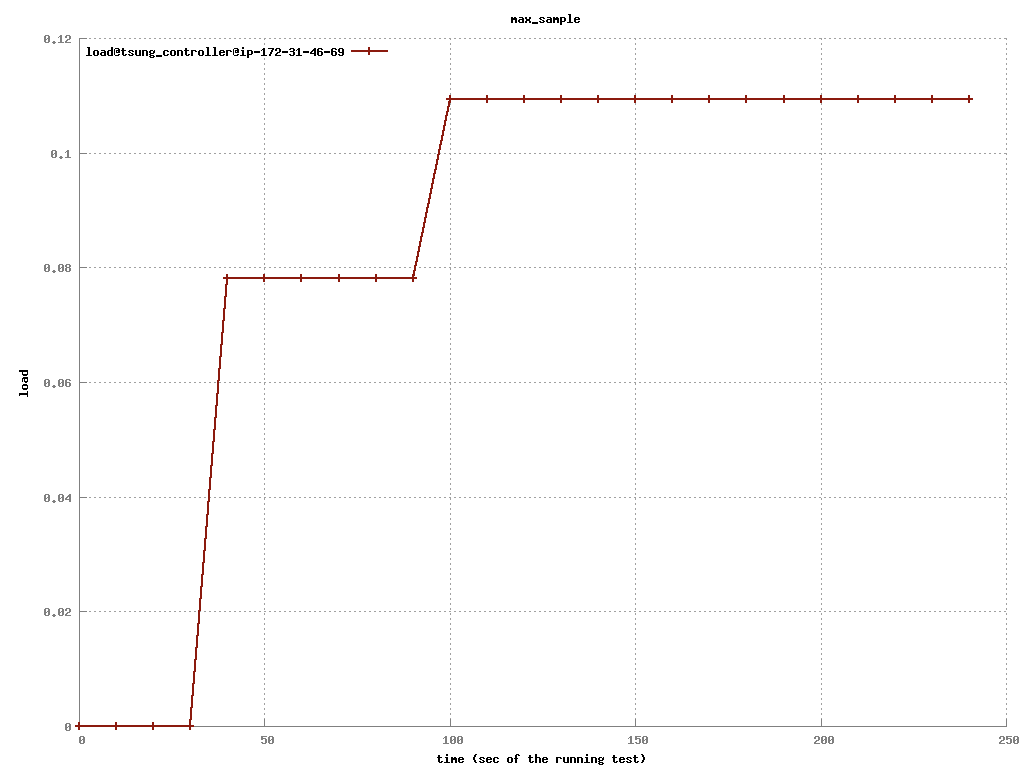 max_sample
load@tsung_controller@ip-172-31-46-69
0.12
0.1
0.08
0.06
0.04
0.02
0
load
0 50 100 150 200 250
time (sec of the running test)